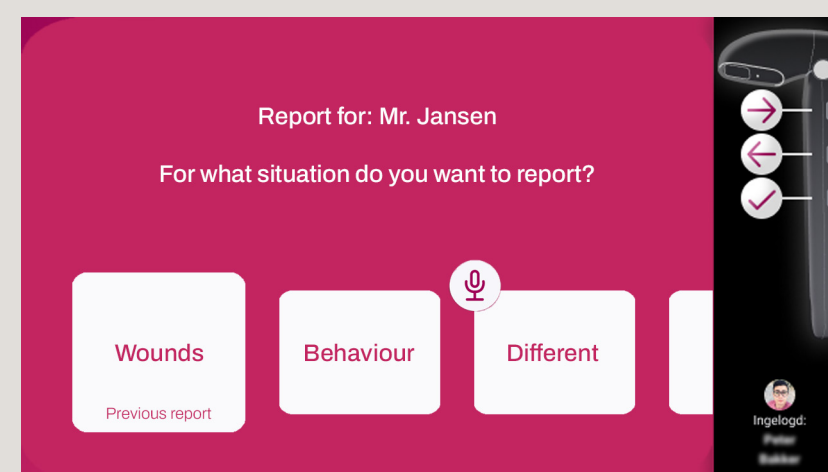 Report for: Mr. Jansen
For what situation do you want to report?
Wounds
Behaviour
Different
Previous report
Ingelogd: